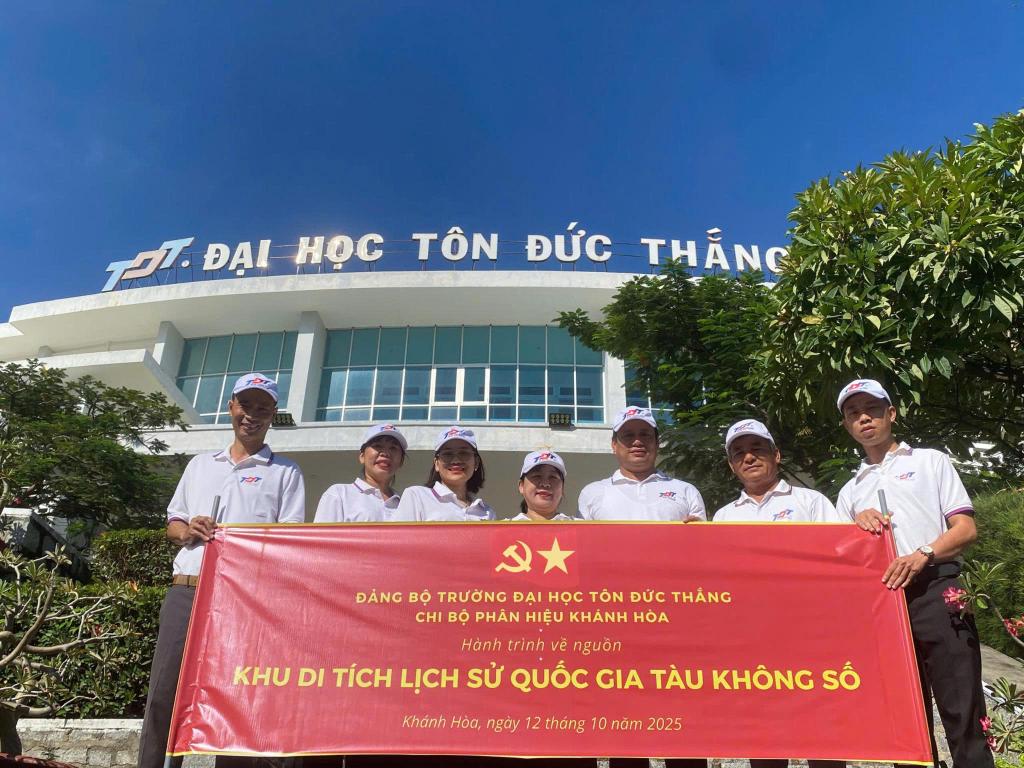 TDT. ĐẠI HỌC TÔN ĐỨC THẮNG
ĐẢNG BỘ TRƯỜNG ĐẠI HỌC TÔN ĐỨC THẮNG
CHI BỘ PHÂN HIỆU KHÁNH HÒA
Hành trình về nguồn
KHU DI TÍCH LỊCH SỬ QUỐC GIA TÀU KHÔNG SỐ
Khánh Hòa, ngày 12 tháng 10 năm 2025